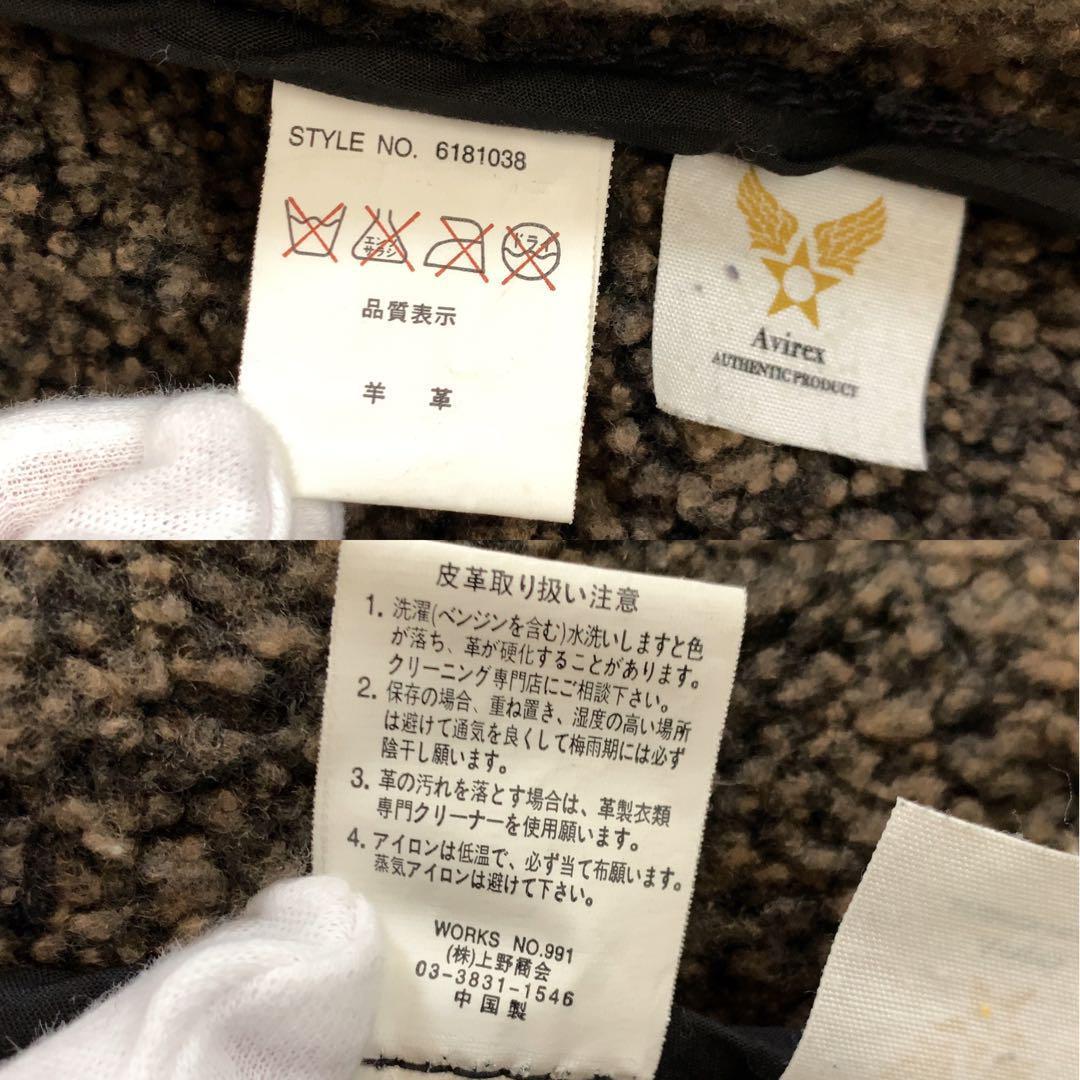 STYLE NO. 6181038
エンソ
サラシ
ドライ
品質表示
羊 革
Avirex
AUTHENTIC PRODUCT
皮革取り扱い注意
1. 洗濯(ベンジンを含む)水洗いしますと色
が落ち、革が硬化することがあります。
クリーニング専門店にご相談下さい。
2. 保存の場合、重ね置き、湿度の高い場所
は避けて通気を良くして梅雨期には必ず
陰干し願います。
3. 革の汚れを落とす場合は、革製衣類
専門クリーナーを使用願います。
4. アイロンは低温で、必ず当て布願います。
蒸気アイロンは避けて下さい。
WORKS NO.991
(株)上野商会
03-3831-1546
中国製